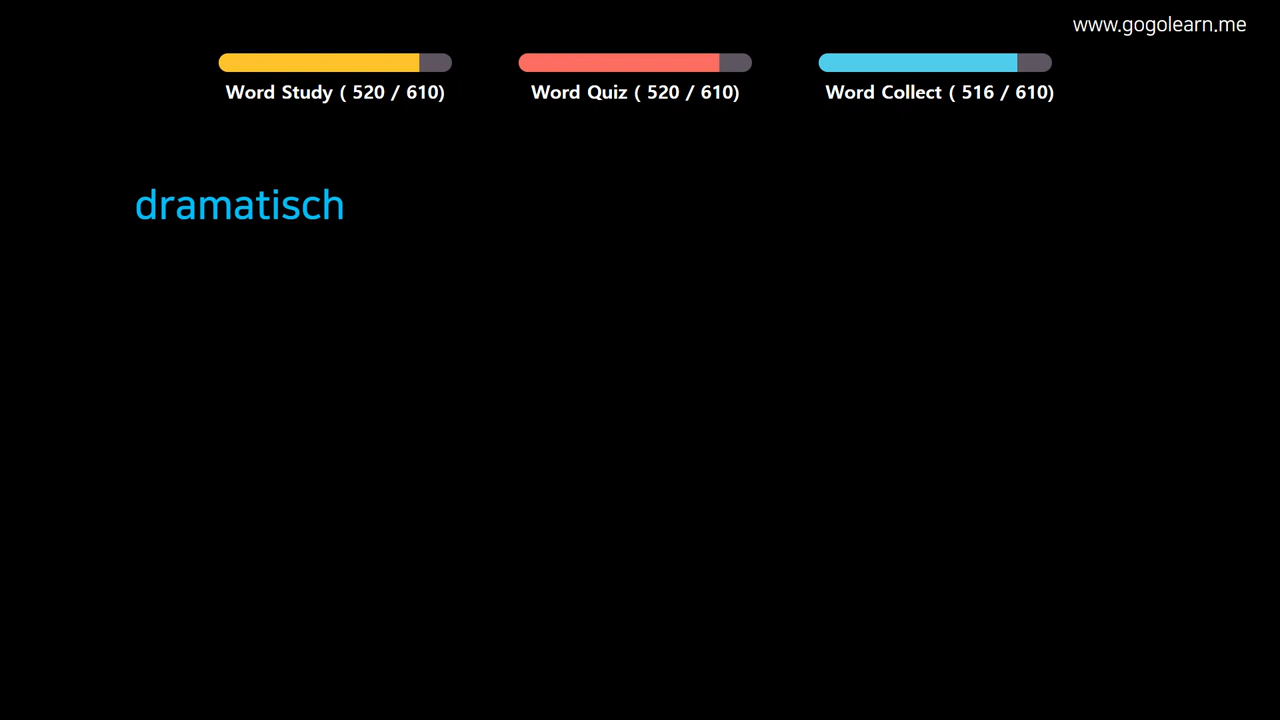 www.gogolearn.me
Word Study ( 520 / 610)
Word Quiz ( 520 / 610)
Word Collect ( 516 / 610)
dramatisch